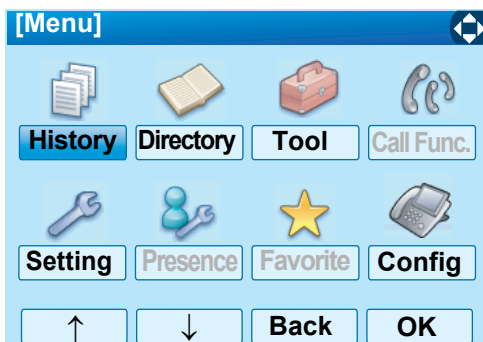 [Menu]
History Directory Tool Call Func.
Setting Presence Favorite Config
↑ ↓ Back OK